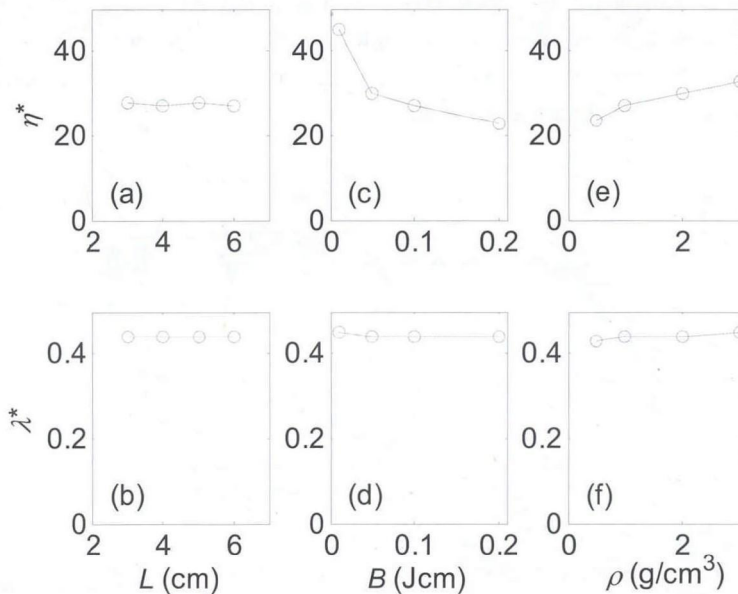 40 40 40
η*
20 20 20
(a) (c) (e)
0 0 0
2 4 6 0 0.1 0.2 0 2
0.4 0.4 0.4
λ*
0.2 0.2 0.2
(b) (d) (f)
0 0 0
2 4 6 0 0.1 0.2 0 2
L (cm) B (Jcm) ρ (g/cm³)